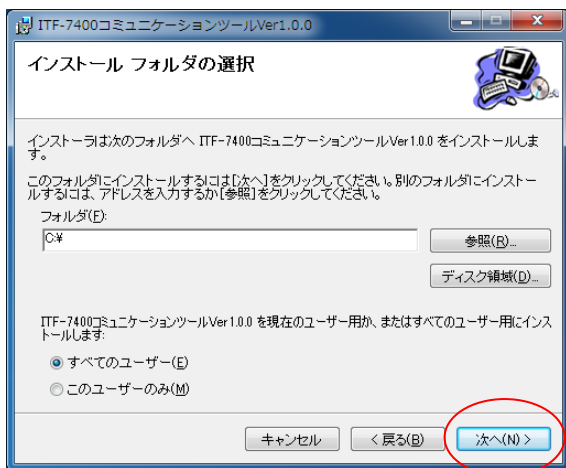 ITF-7400コミュニケーションツールVer1.0.0
インストール フォルダの選択
インストーラは次のフォルダへ ITF-7400コミュニケーションツールVer1.0.0 をインストールしま
す。
このフォルダにインストールするには[次へ]をクリックしてください。別のフォルダにインストー
ルするには、アドレスを入力するか[参照]をクリックしてください。
フォルダ(F):
C:¥
参照(R)...
ディスク領域(D)...
ITF-7400コミュニケーションツールVer1.0.0 を現在のユーザー用か、またはすべてのユーザー用にインス
トールします:
すべてのユーザー(E)
このユーザーのみ(M)
キャンセル
< 戻る(B)
次へ(N) >